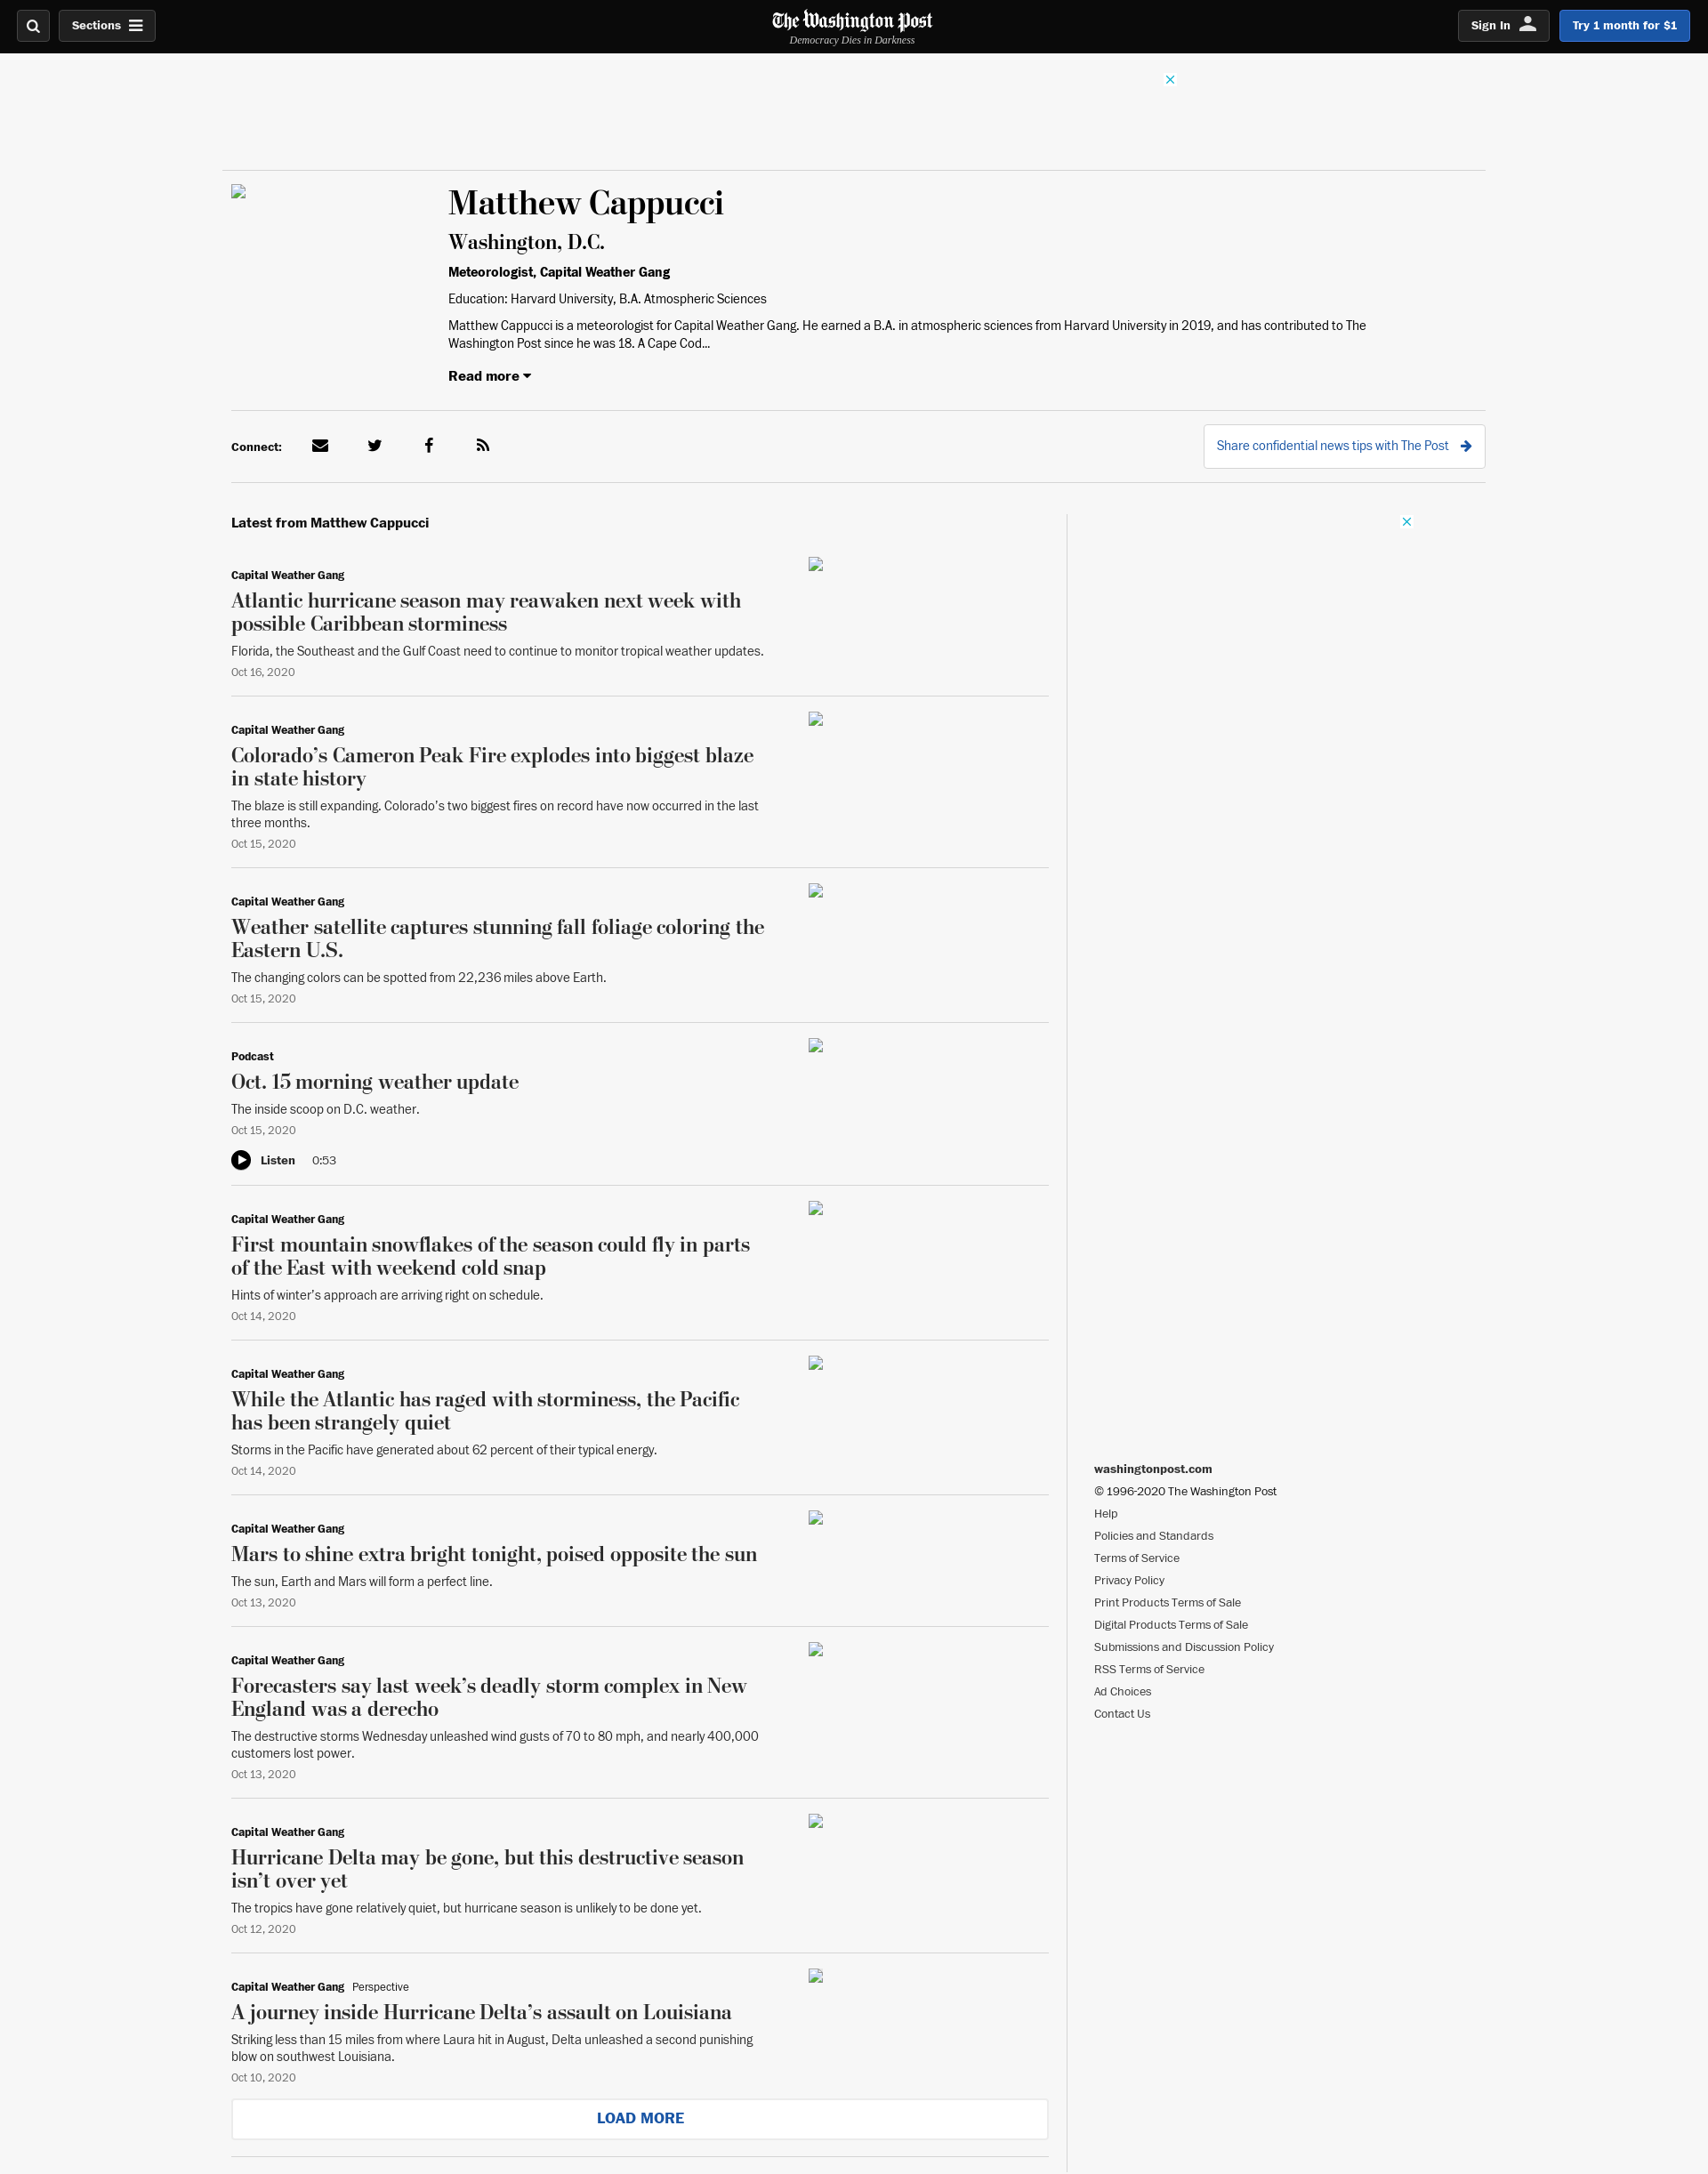 Sections
The Washington Post
Democracy Dies in Darkness
Sign In
Try 1 month for $1
Matthew Cappucci
Washington, D.C.
Meteorologist, Capital Weather Gang
Education: Harvard University, B.A. Atmospheric Sciences
Matthew Cappucci is a meteorologist for Capital Weather Gang. He earned a B.A. in atmospheric sciences from Harvard University in 2019, and has contributed to The
Washington Post since he was 18. A Cape Cod...
Read more
Connect:
Share confidential news tips with The Post
Latest from Matthew Cappucci
Capital Weather Gang
Atlantic hurricane season may reawaken next week with
possible Caribbean storminess
Florida, the Southeast and the Gulf Coast need to continue to monitor tropical weather updates.
Oct 16, 2020
Capital Weather Gang
Colorado’s Cameron Peak Fire explodes into biggest blaze
in state history
The blaze is still expanding. Colorado’s two biggest fires on record have now occurred in the last
three months.
Oct 15, 2020
Capital Weather Gang
Weather satellite captures stunning fall foliage coloring the
Eastern U.S.
The changing colors can be spotted from 22,236 miles above Earth.
Oct 15, 2020
Podcast
Oct. 15 morning weather update
The inside scoop on D.C. weather.
Oct 15, 2020
Listen 0:53
Capital Weather Gang
First mountain snowflakes of the season could fly in parts
of the East with weekend cold snap
Hints of winter’s approach are arriving right on schedule.
Oct 14, 2020
Capital Weather Gang
While the Atlantic has raged with storminess, the Pacific
has been strangely quiet
Storms in the Pacific have generated about 62 percent of their typical energy.
Oct 14, 2020
Capital Weather Gang
Mars to shine extra bright tonight, poised opposite the sun
The sun, Earth and Mars will form a perfect line.
Oct 13, 2020
Capital Weather Gang
Forecasters say last week’s deadly storm complex in New
England was a derecho
The destructive storms Wednesday unleashed wind gusts of 70 to 80 mph, and nearly 400,000
customers lost power.
Oct 13, 2020
Capital Weather Gang
Hurricane Delta may be gone, but this destructive season
isn’t over yet
The tropics have gone relatively quiet, but hurricane season is unlikely to be done yet.
Oct 12, 2020
Capital Weather Gang Perspective
A journey inside Hurricane Delta’s assault on Louisiana
Striking less than 15 miles from where Laura hit in August, Delta unleashed a second punishing
blow on southwest Louisiana.
Oct 10, 2020
LOAD MORE
washingtonpost.com
© 1996-2020 The Washington Post
Help
Policies and Standards
Terms of Service
Privacy Policy
Print Products Terms of Sale
Digital Products Terms of Sale
Submissions and Discussion Policy
RSS Terms of Service
Ad Choices
Contact Us